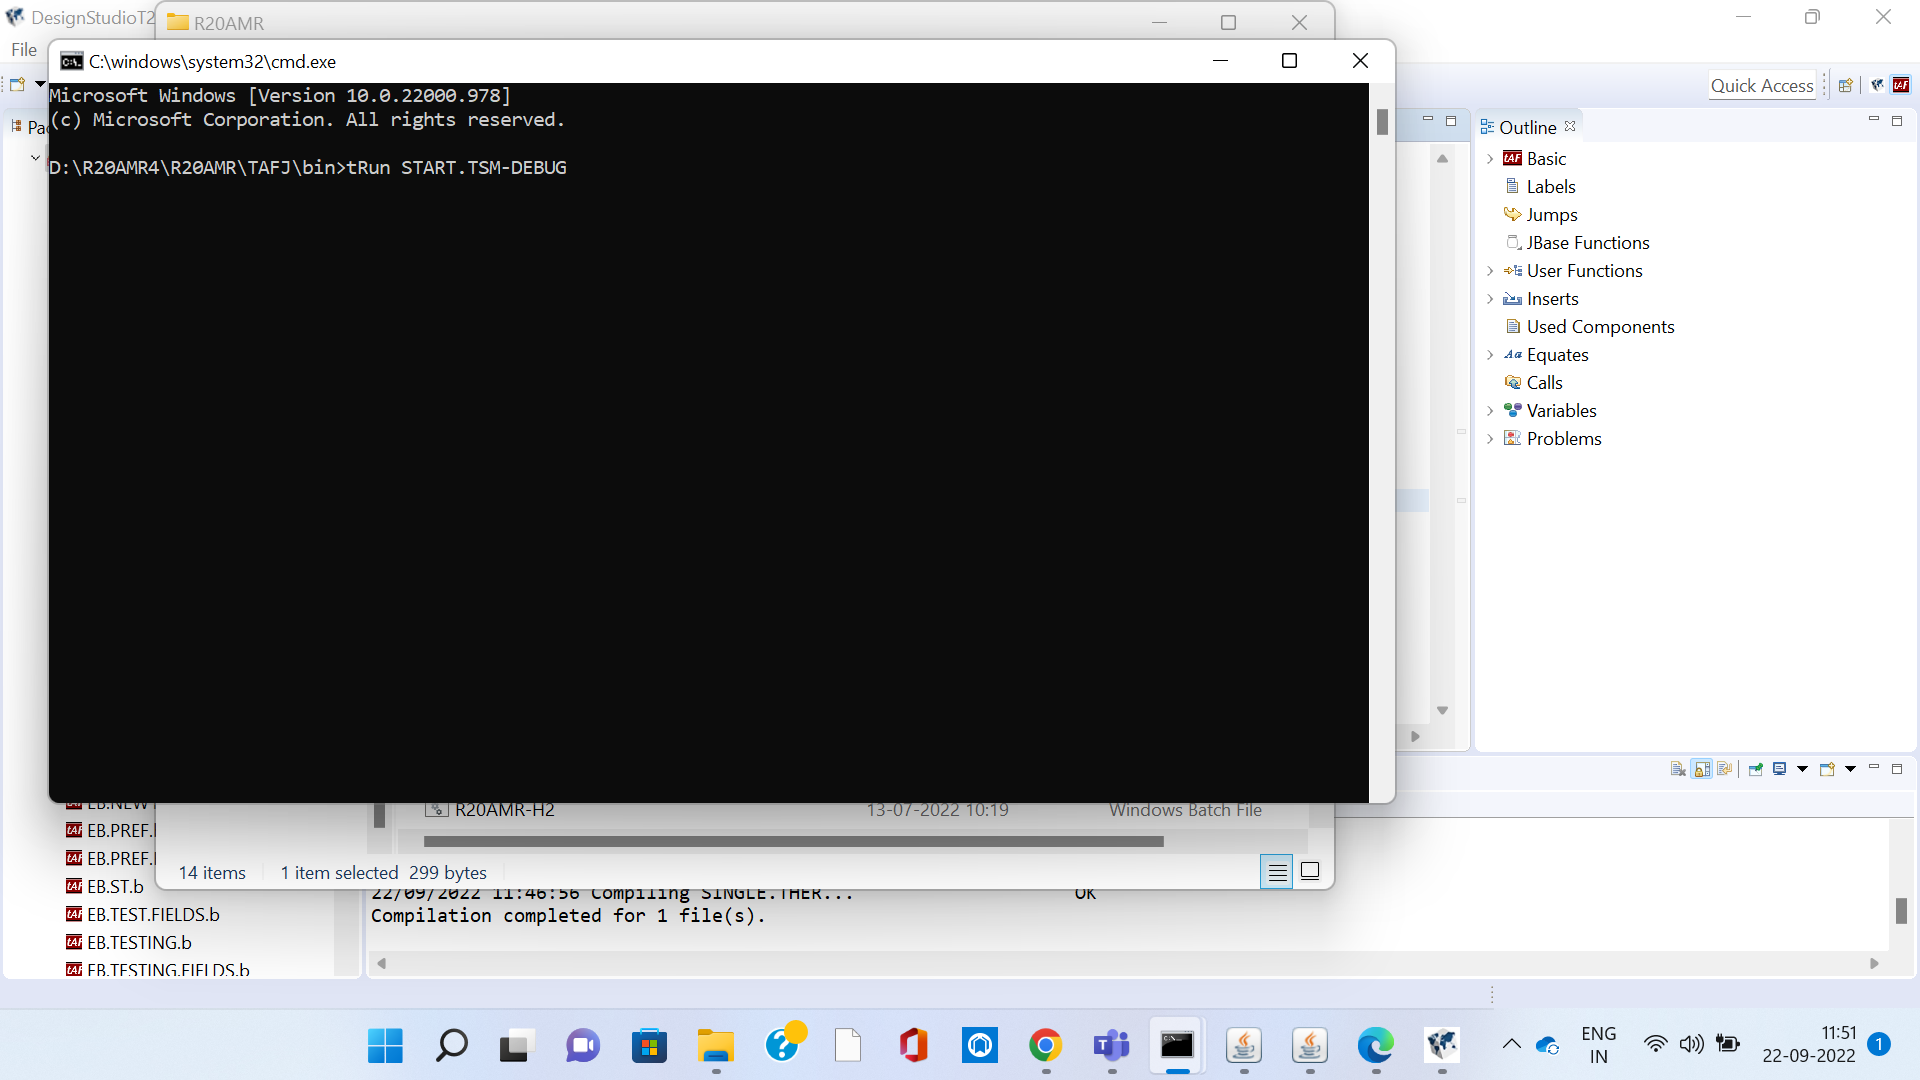 DesignStudioT2
R20AMR
File
C:\windows\system32\cmd.exe
Microsoft Windows [Version 10.0.22000.978]
(c) Microsoft Corporation. All rights reserved.
D:\R20AMR4\R20AMR\TAFJ\bin>tRun START.TSM-DEBUG
Quick Access
Outline
Basic
Labels
Jumps
JBase Functions
User Functions
Inserts
Used Components
Equates
Calls
Variables
Problems
R20AMR-H2 13-07-2022 10:19 Windows Batch File
14 items 1 item selected 299 bytes
EB.PREF.
EB.PREF.
EB.ST.b
EB.TEST.FIELDS.b
EB.TESTING.b
EB.TESTING.FIELDS.b
22/09/2022 11:46:56 Compiling SINGLE.THER... OK
Compilation completed for 1 file(s).
ENG
IN
11:51
22-09-2022
1